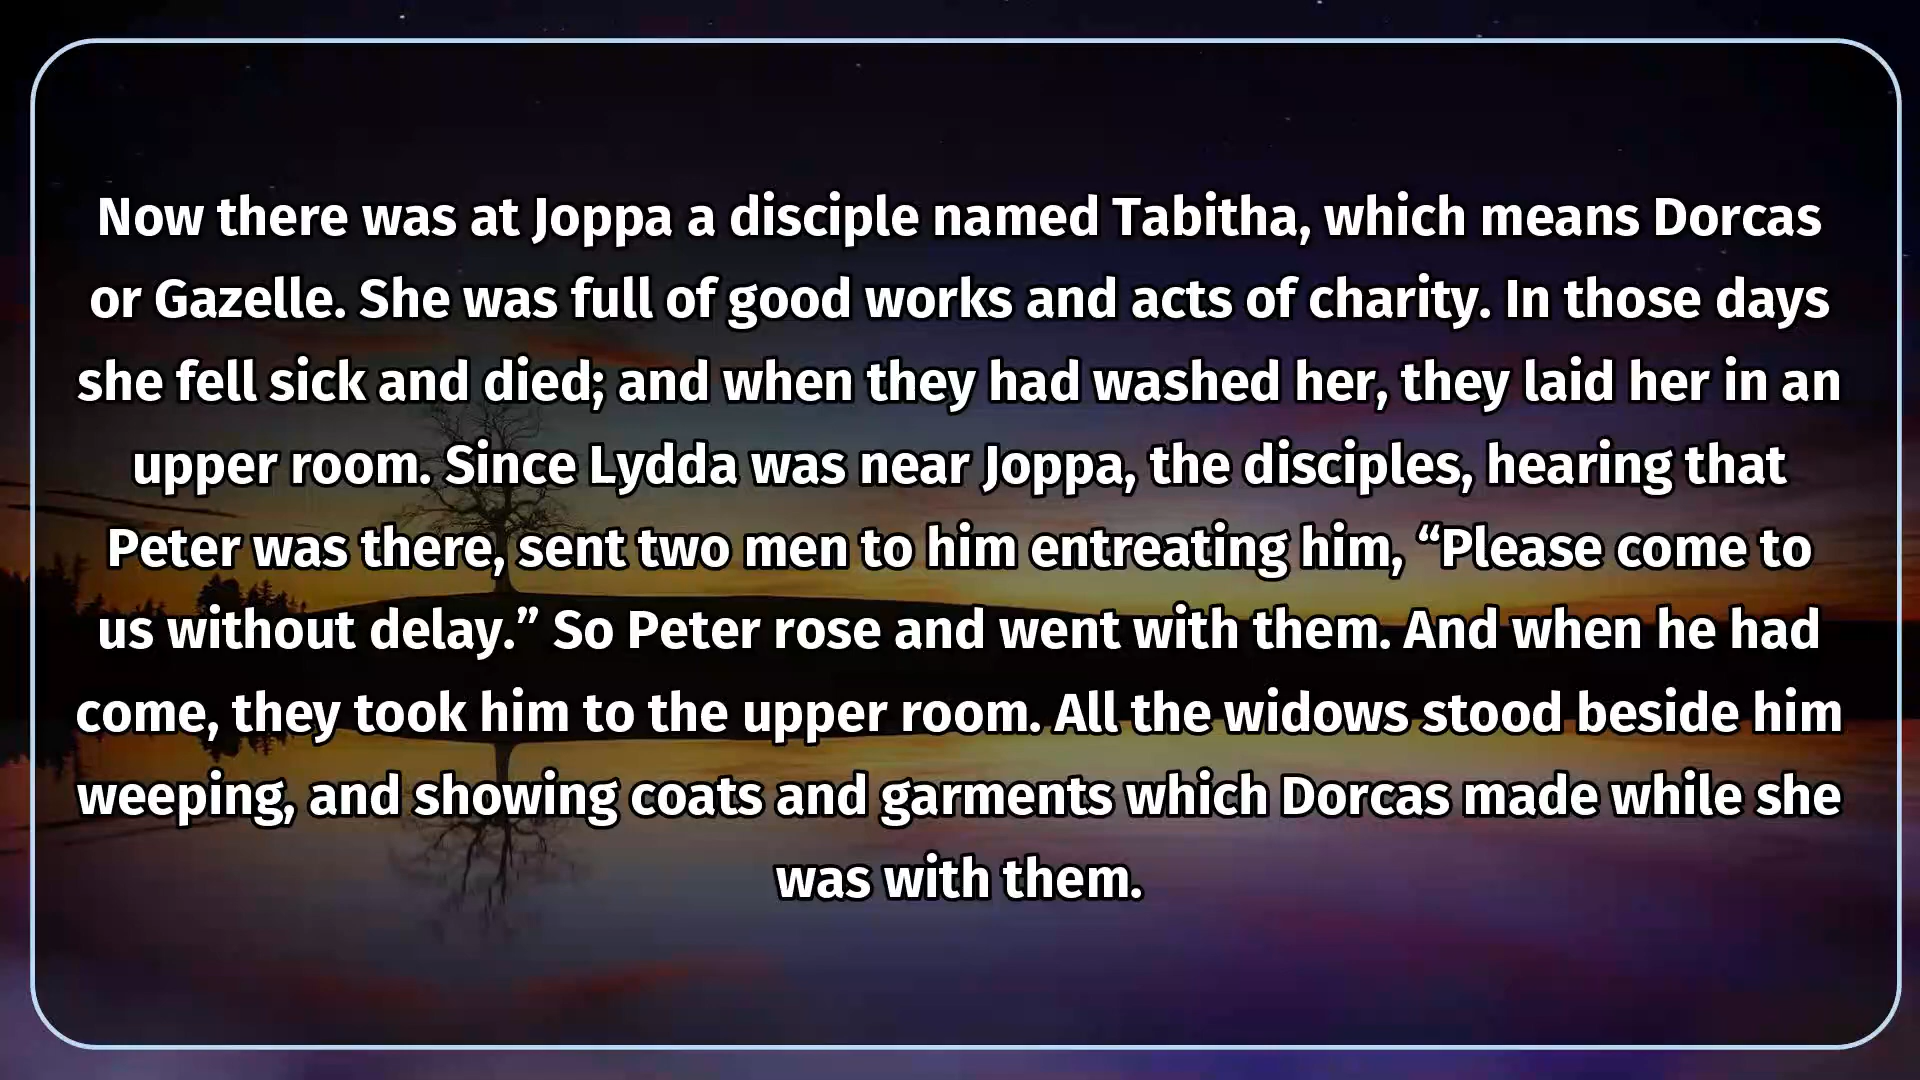 Now there was at Joppa a disciple named Tabitha, which means Dorcas
or Gazelle. She was full of good works and acts of charity. In those days
she fell sick and died; and when they had washed her, they laid her in an
upper room. Since Lydda was near Joppa, the disciples, hearing that
Peter was there, sent two men to him entreating him, “Please come to
us without delay.” So Peter rose and went with them. And when he had
come, they took him to the upper room. All the widows stood beside him
weeping, and showing coats and garments which Dorcas made while she
was with them.